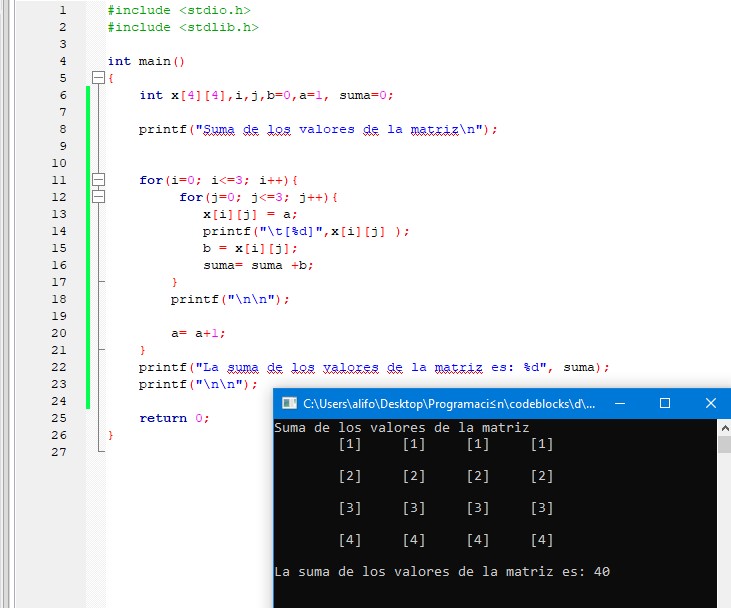 1 #include <stdio.h>
2 #include <stdlib.h>
3
4 int main()
5 {
6 int x[4][4],i,j,b=0,a=1, suma=0;
7
8 printf("Suma de los valores de la matriz\n");
9
10
11 for(i=0; i<=3; i++){
12 for(j=0; j<=3; j++){
13 x[i][j] = a;
14 printf("\t[%d]",x[i][j] );
15 b = x[i][j];
16 suma= suma +b;
17 }
18 printf("\n\n");
19
20 a= a+1;
21 }
22 printf("La suma de los valores de la matriz es: %d", suma);
23 printf("\n\n");
24
25 return 0;
26 }
27
C:\Users\alifo\Desktop\Programaci≤n\codeblocks\d\...
Suma de los valores de la matriz
[1] [1] [1] [1]
[2] [2] [2] [2]
[3] [3] [3] [3]
[4] [4] [4] [4]
La suma de los valores de la matriz es: 40